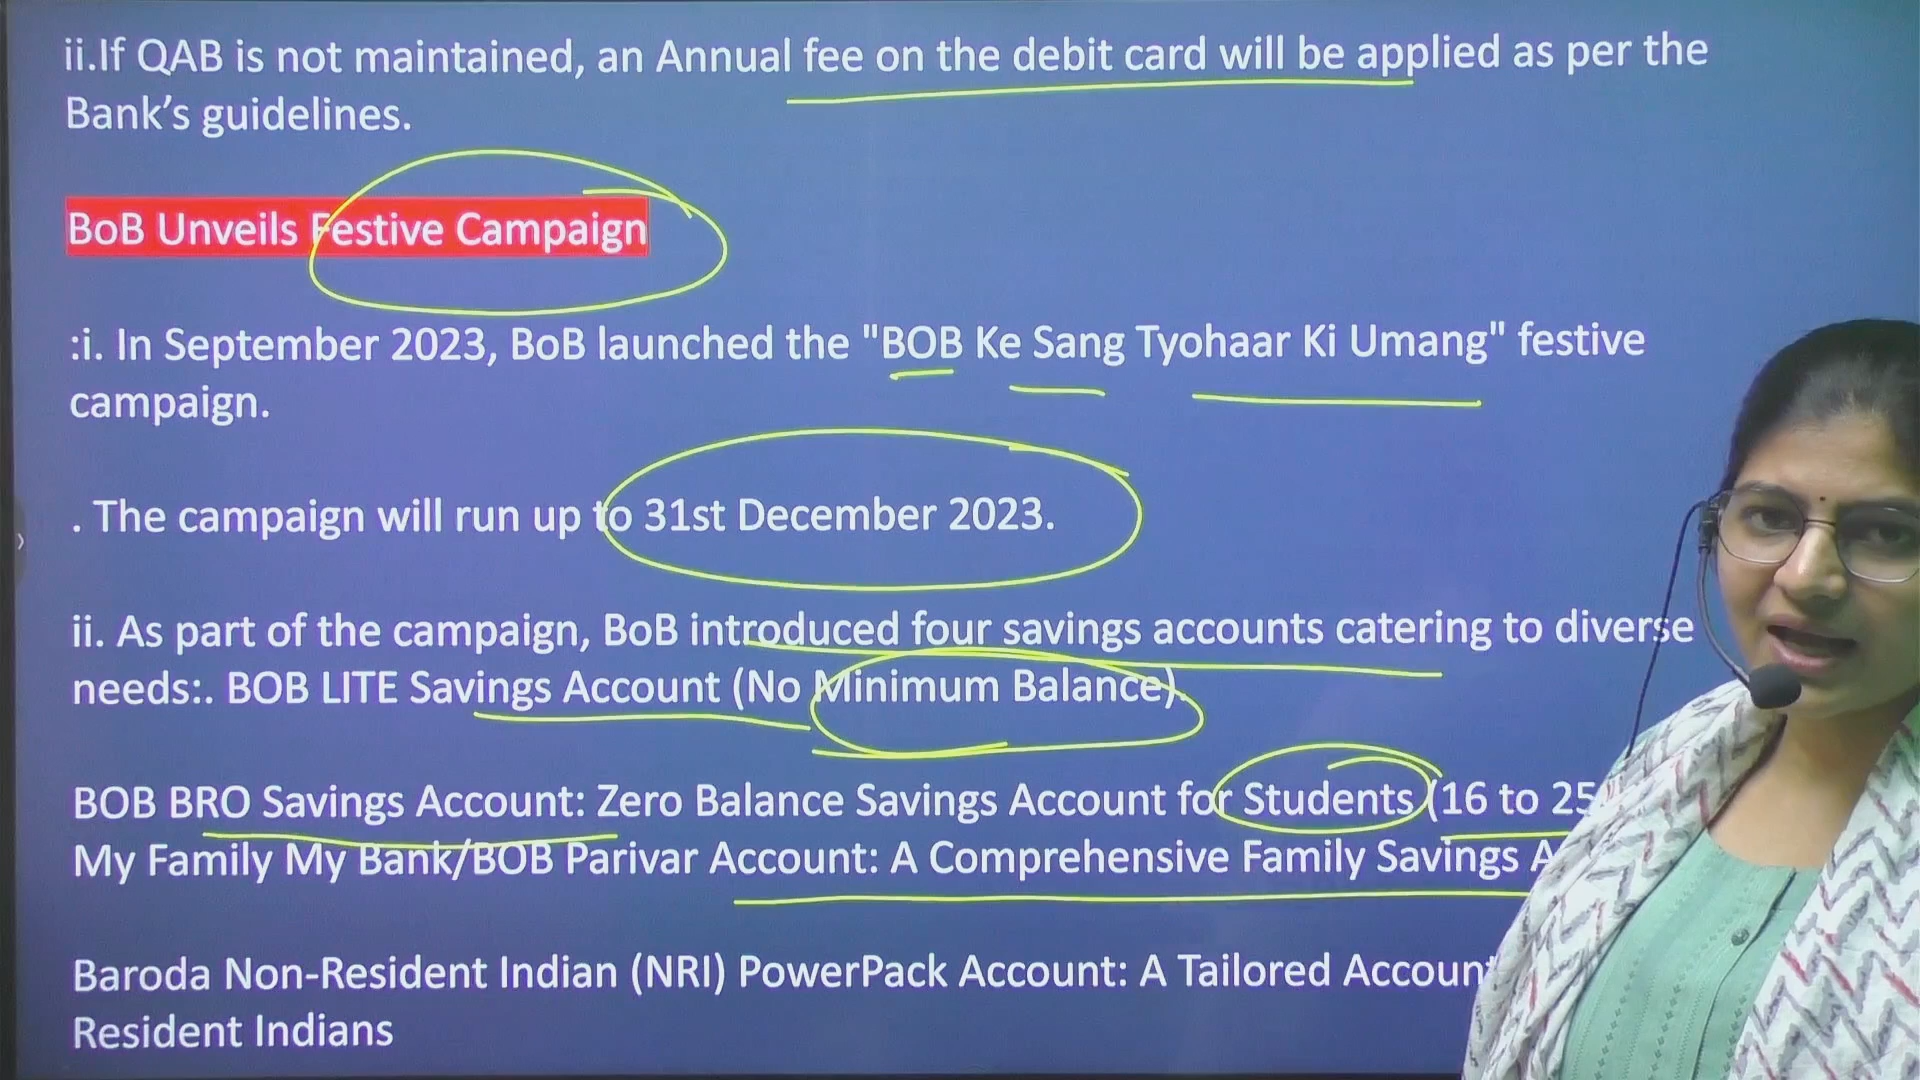 ii.If QAB is not maintained, an Annual fee on the debit card will be applied as per the
Bank’s guidelines.
BoB Unveils Festive Campaign
:i. In September 2023, BoB launched the "BOB Ke Sang Tyohaar Ki Umang" festive
campaign.
. The campaign will run up to 31st December 2023.
ii. As part of the campaign, BoB introduced four savings accounts catering to diverse
needs:. BOB LITE Savings Account (No Minimum Balance).
BOB BRO Savings Account: Zero Balance Savings Account for Students (16 to 25
My Family My Bank/BOB Parivar Account: A Comprehensive Family Savings
Baroda Non-Resident Indian (NRI) PowerPack Account: A Tailored Account
Resident Indians